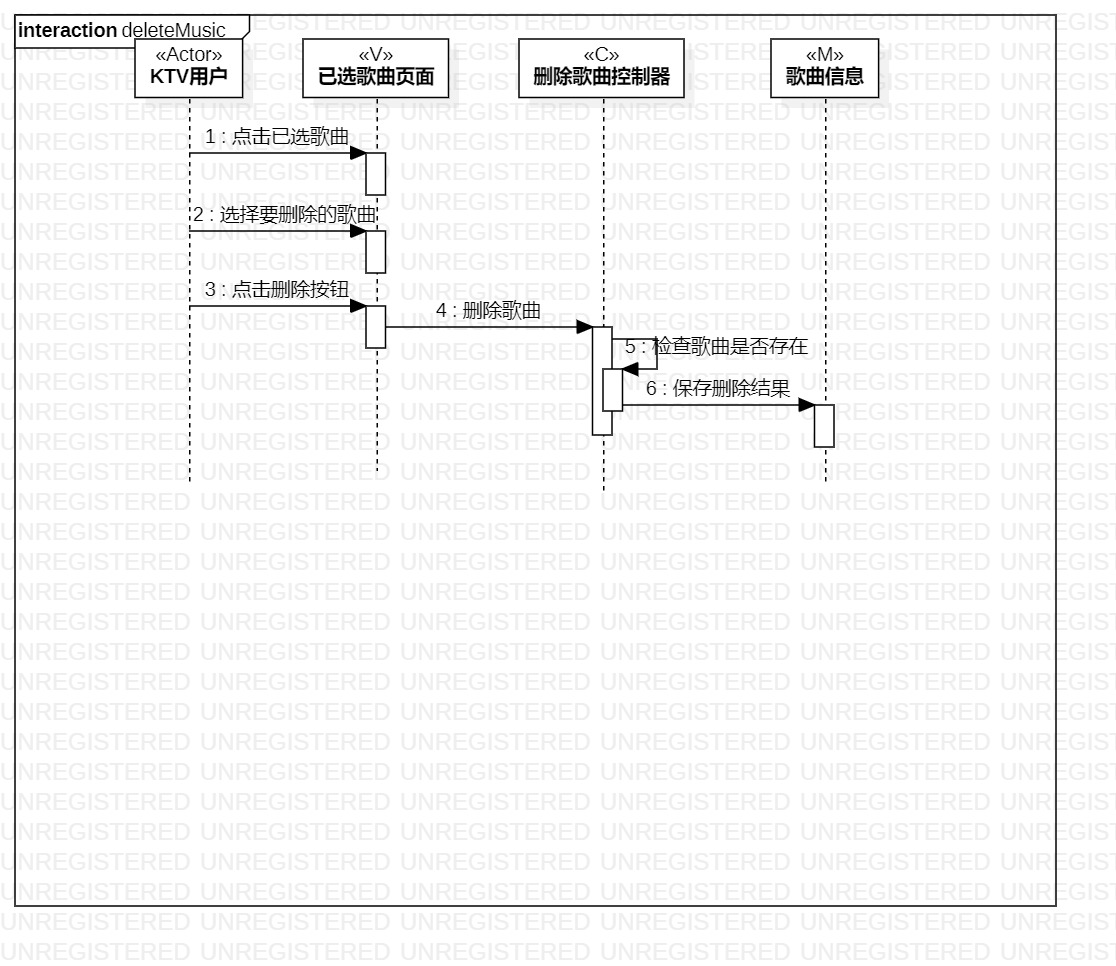 interaction deleteMusic
«Actor»
KTV用户
«V»
已选歌曲页面
«C»
删除歌曲控制器
«M»
歌曲信息
1 : 点击已选歌曲
2 : 选择要删除的歌曲
3 : 点击删除按钮
4 : 删除歌曲
5 : 检查歌曲是否存在
6 : 保存删除结果
UNREGISTERED UNREGISTERED UNREGISTERED UNREGISTERED UNREGISTERED